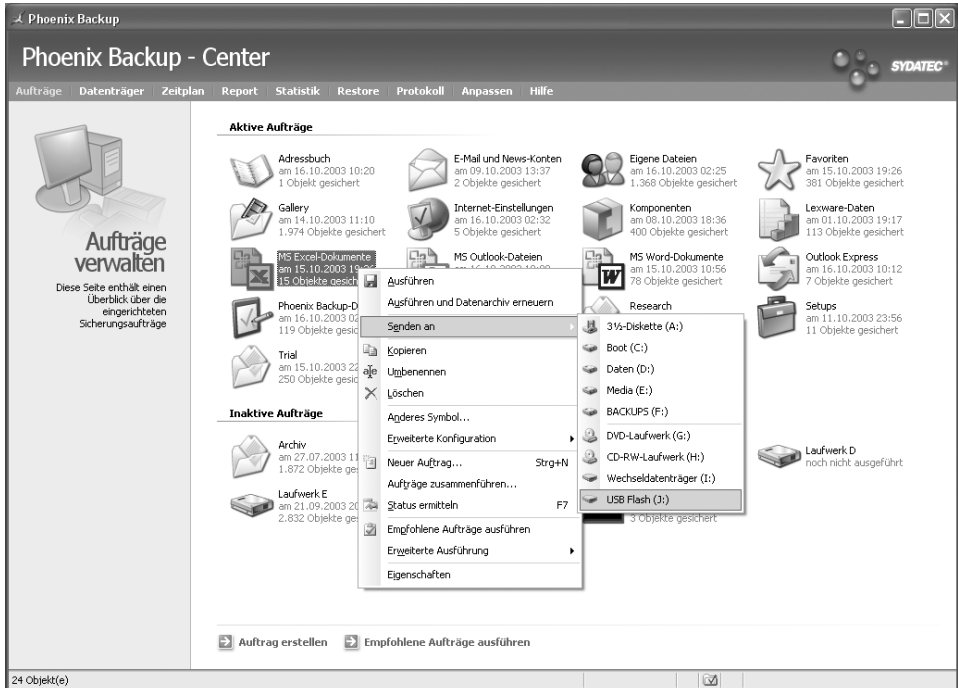 Phoenix Backup
Phoenix Backup - Center
SYDATEC
Aufträge Datenträger Zeitplan Report Statistik Restore Protokoll Anpassen Hilfe
Aufträge
verwalten
Diese Seite enthält einen
Überblick über die
eingerichteten
Sicherungsaufträge
Aktive Aufträge
Adressbuch
am 16.10.2003 10:20
1 Objekt gesichert
E-Mail und News-Konten
am 09.10.2003 13:37
2 Objekte gesichert
Eigene Dateien
am 16.10.2003 02:25
1.368 Objekte gesichert
Favoriten
am 15.10.2003 19:26
381 Objekte gesichert
Gallery
am 14.10.2003 11:10
1.974 Objekte gesichert
Internet-Einstellungen
am 16.10.2003 02:32
5 Objekte gesichert
Komponenten
am 08.10.2003 18:36
400 Objekte gesichert
Lexware-Daten
am 01.10.2003 19:17
113 Objekte gesichert
MS Excel-Dokumente
am 15.10.2003
15 Objekte gesichert
MS Outlook-Dateien
MS Word-Dokumente
am 15.10.2003 10:56
78 Objekte gesichert
Outlook Express
am 16.10.2003 10:12
7 Objekte gesichert
Phoenix Backup-D
am 16.10.2003 02
119 Objekte gesic
Research
Setups
am 11.10.2003 23:56
11 Objekte gesichert
Trial
am 15.10.2003 22
250 Objekte gesic
Inaktive Aufträge
Archiv
am 27.07.2003 11
1.872 Objekte ge
Laufwerk D
noch nicht ausgeführt
Laufwerk E
am 21.09.2003 20
2.832 Objekte ge
3 Objekte gesichert
Ausführen
Ausführen und Datenarchiv erneuern
Senden an
Kopieren
Umbenennen
Löschen
Anderes Symbol...
Erweiterte Konfiguration
Neuer Auftrag... Strg+N
Aufträge zusammenführen...
Status ermitteln F7
Empfohlene Aufträge ausführen
Erweiterte Ausführung
Eigenschaften
3½-Diskette (A:)
Boot (C:)
Daten (D:)
Media (E:)
BACKUPS (F:)
DVD-Laufwerk (G:)
CD-RW-Laufwerk (H:)
Wechseldatenträger (I:)
USB Flash (J:)
Auftrag erstellen Empfohlene Aufträge ausführen
24 Objekt(e)